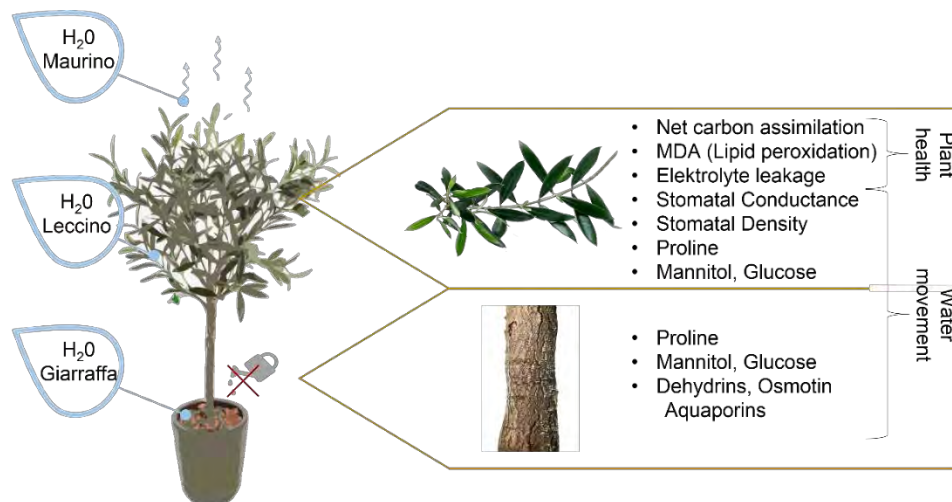 H₂0
Maurino
H₂0
Leccino
H₂0
Giarraffa
• Net carbon assimilation
• MDA (Lipid peroxidation)
• Elektrolyte leakage
• Stomatal Conductance
• Stomatal Density
• Proline
• Mannitol, Glucose
• Proline
• Mannitol, Glucose
• Dehydrins, Osmotin
Aquaporins
Plant
health
Water
movement